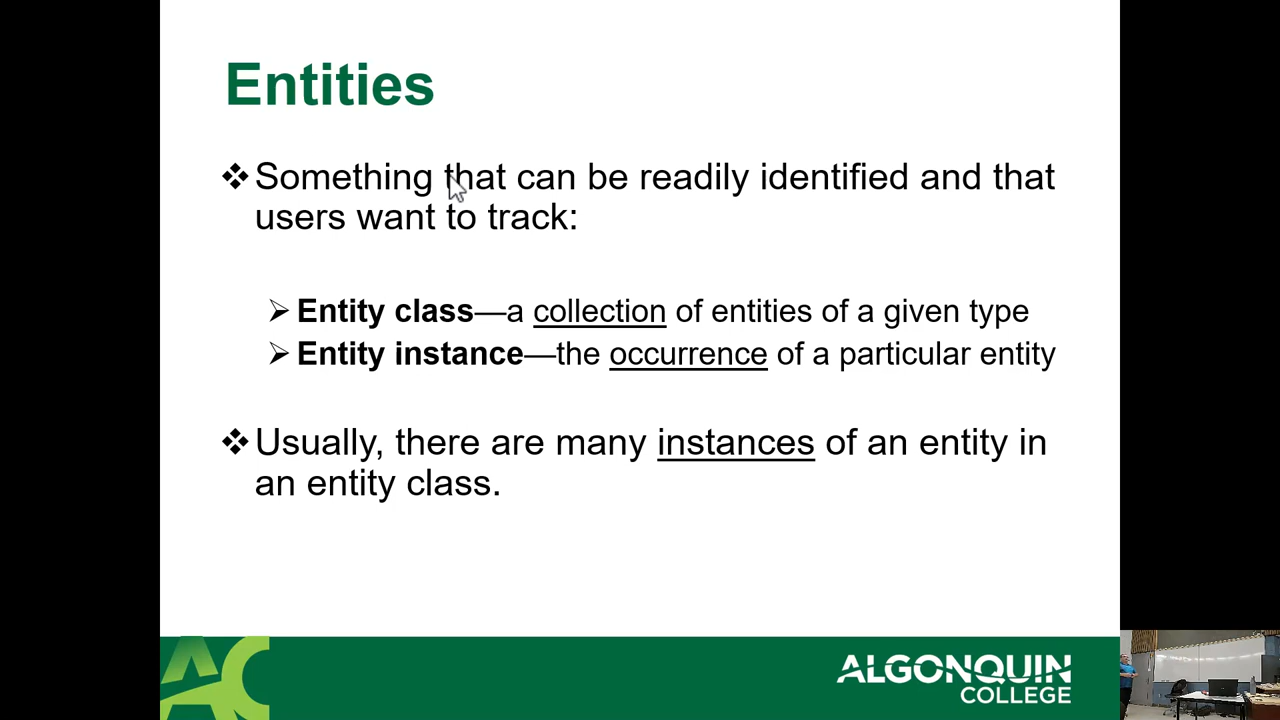 Entities
❖ Something that can be readily identified and that
users want to track:
➢ Entity class—a collection of entities of a given type
➢ Entity instance—the occurrence of a particular entity
❖ Usually, there are many instances of an entity in
an entity class.
AC
ALGONQUIN
COLLEGE